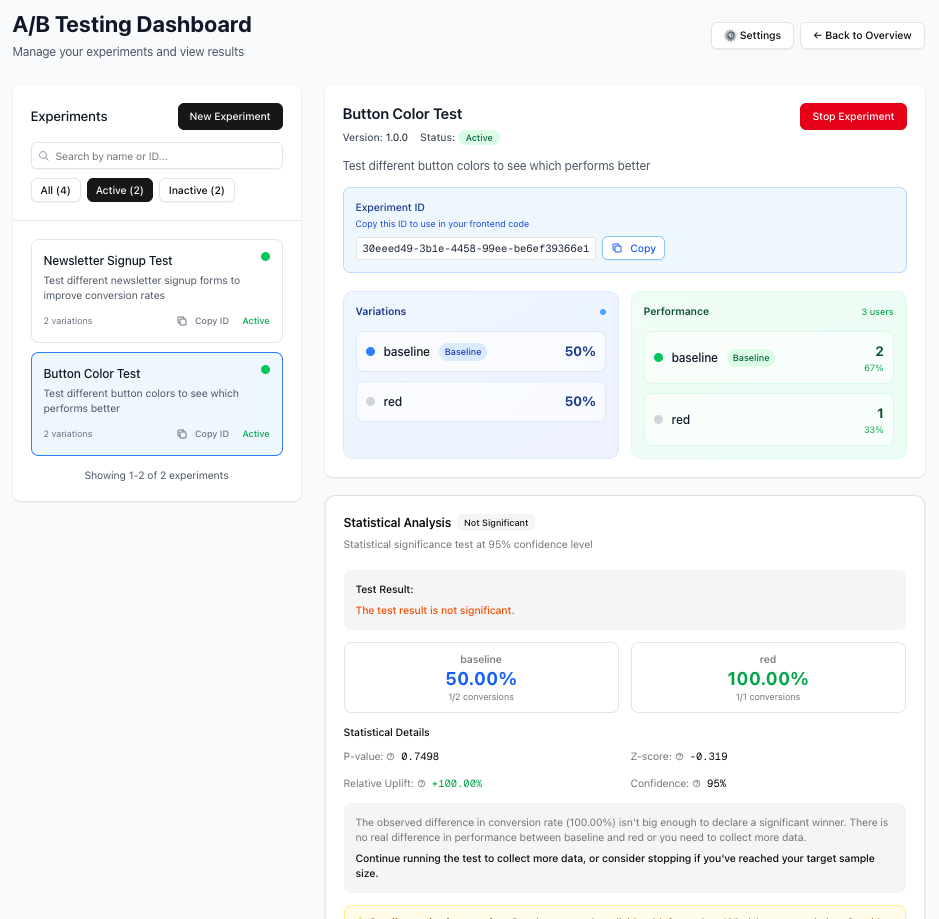 A/B Testing Dashboard
Manage your experiments and view results
Settings
← Back to Overview
Experiments
New Experiment
Search by name or ID...
All (4)
Active (2)
Inactive (2)
Newsletter Signup Test
Test different newsletter signup forms to
improve conversion rates
2 variations
Copy ID
Active
Button Color Test
Test different button colors to see which
performs better
2 variations
Copy ID
Active
Showing 1-2 of 2 experiments
Button Color Test
Stop Experiment
Version: 1.0.0 Status: Active
Test different button colors to see which performs better
Experiment ID
Copy this ID to use in your frontend code
30eeed49-3b1e-4458-99ee-be6ef39366e1
Copy
Variations
baseline Baseline 50%
red 50%
Performance 3 users
baseline Baseline 2
67%
red 1
33%
Statistical Analysis Not Significant
Statistical significance test at 95% confidence level
Test Result:
The test result is not significant.
baseline
50.00%
1/2 conversions
red
100.00%
1/1 conversions
Statistical Details
P-value: 0.7498
Z-score: -0.319
Relative Uplift: +100.00%
Confidence: 95%
The observed difference in conversion rate (100.00%) isn't big enough to declare a significant winner. There is
no real difference in performance between baseline and red or you need to collect more data.
Continue running the test to collect more data, or consider stopping if you've reached your target sample
size.